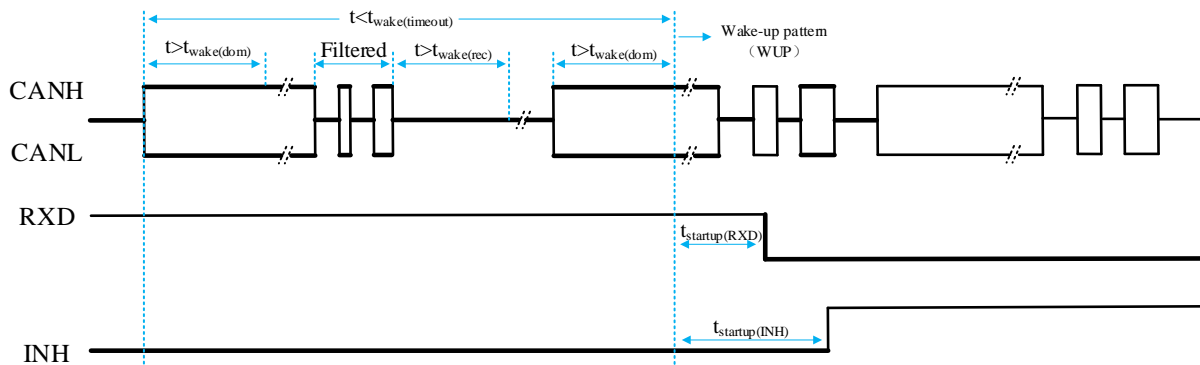 t<twake(timeout)
t>twake(dom)
Filtered
t>twake(rec)
t>twake(dom)
Wake-up pattern
（WUP）
CANH
CANL
RXD
tstartup(RXD)
tstartup(INH)
INH